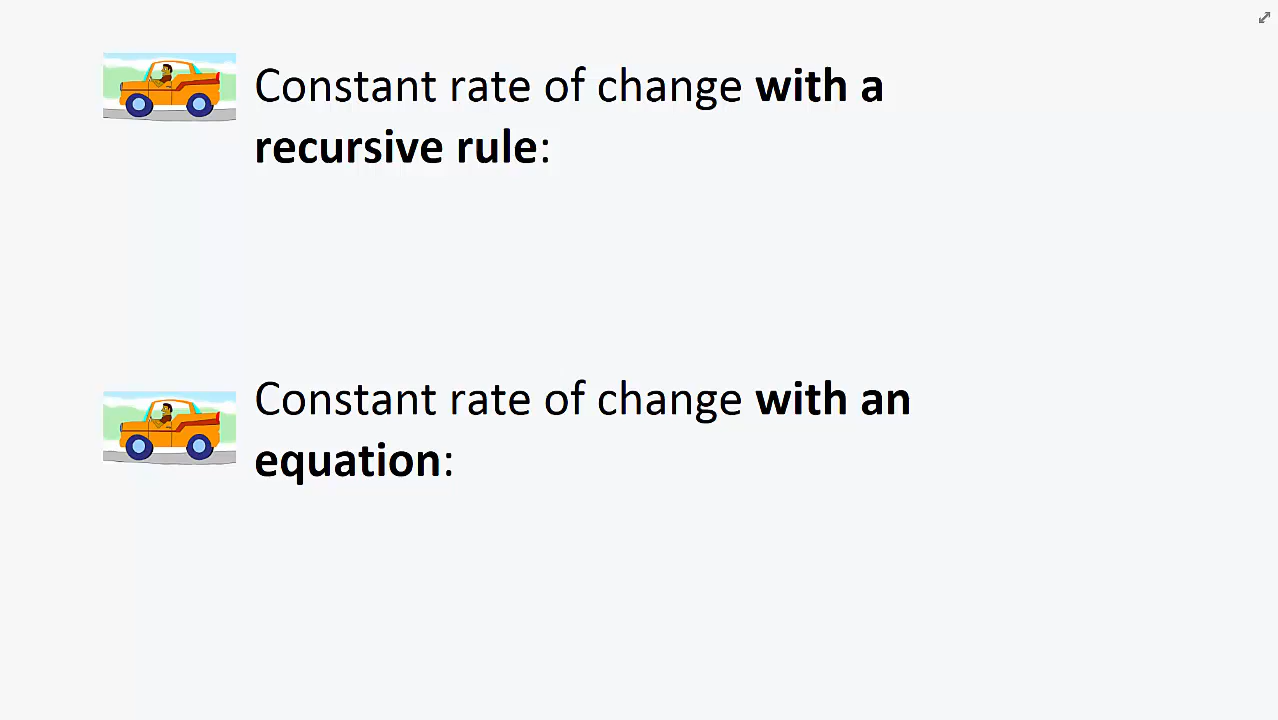 Constant rate of change with a
recursive rule:
Constant rate of change with an
equation: